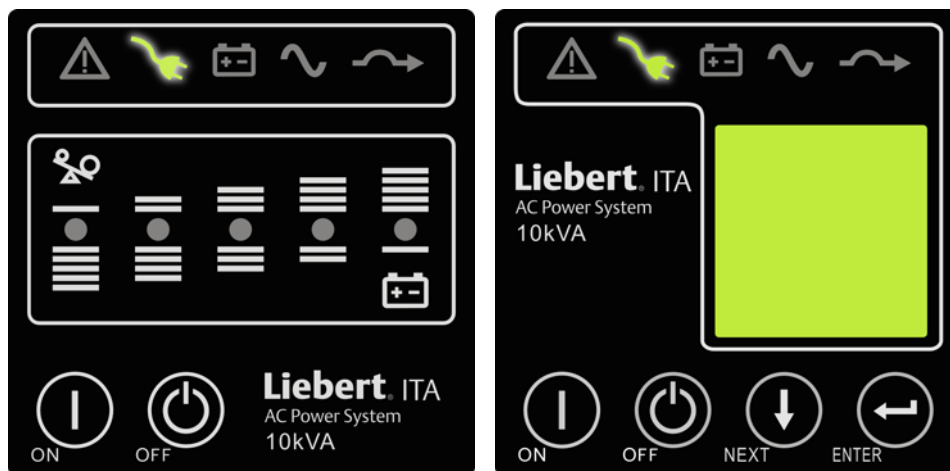 ON
OFF
Liebert® ITA
AC Power System
10kVA
Liebert® ITA
AC Power System
10kVA
ON
OFF
NEXT
ENTER